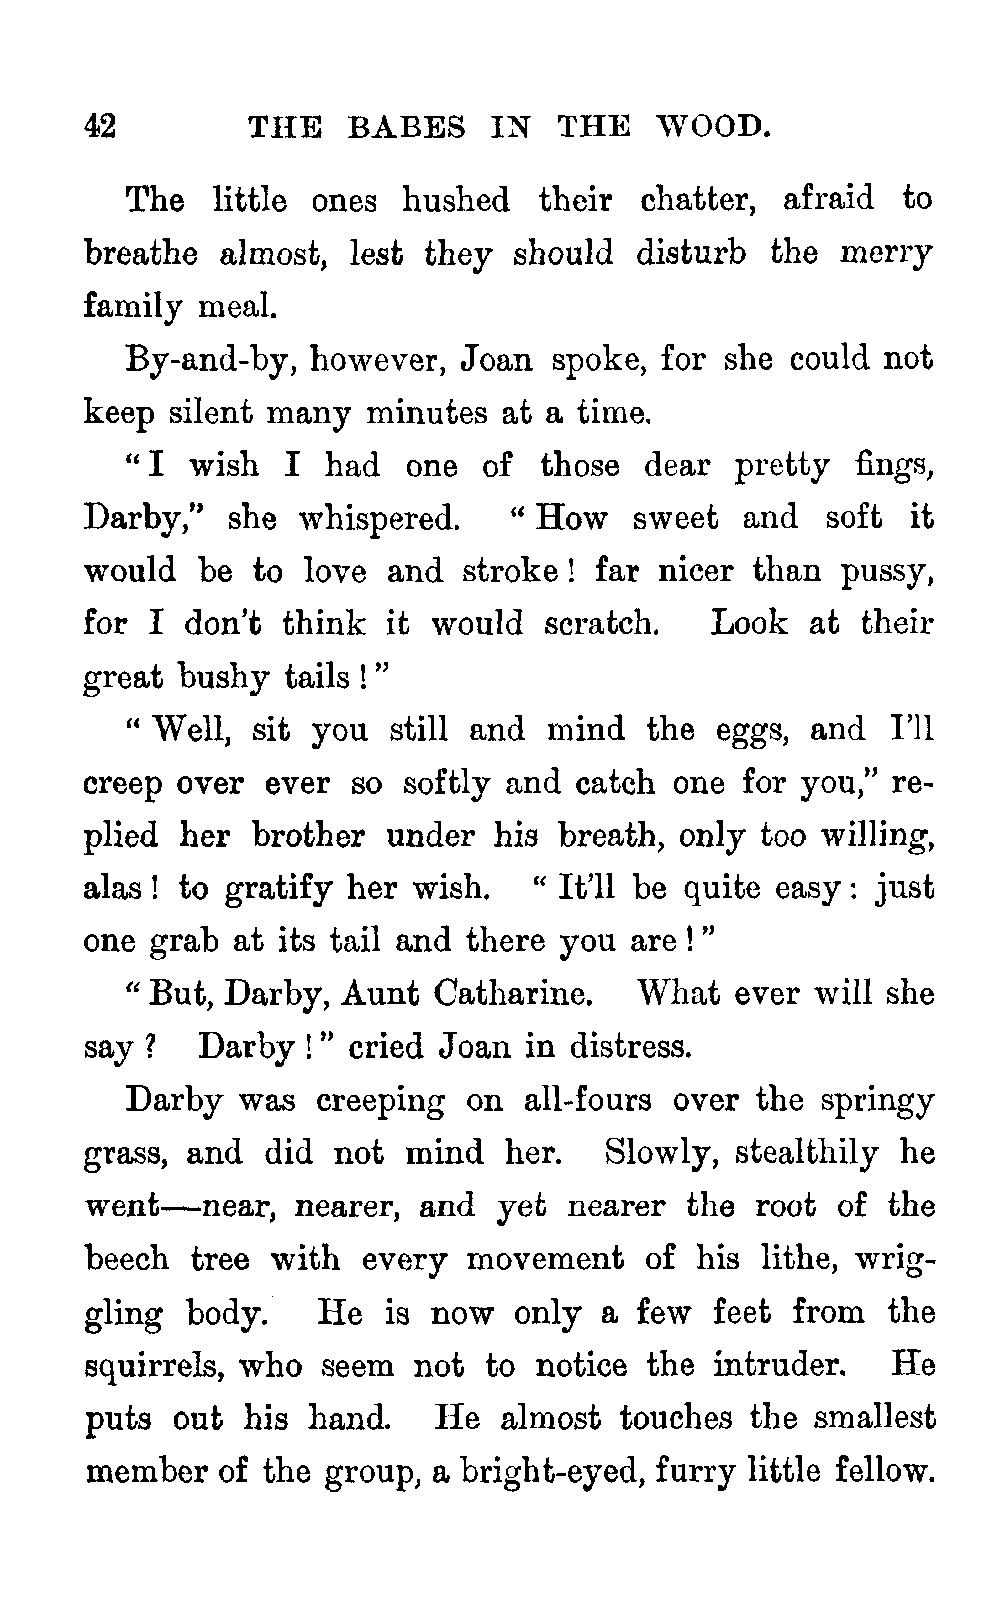 42 THE BABES IN THE WOOD.
The little ones hushed their chatter, afraid to
breathe almost, lest they should disturb the merry
family meal.
By-and-by, however, Joan spoke, for she could not
keep silent many minutes at a time.
“I wish I had one of those dear pretty fings,
Darby,” she whispered. “How sweet and soft it
would be to love and stroke! far nicer than pussy,
for I don’t think it would scratch. Look at their
great bushy tails!”
“Well, sit you still and mind the eggs, and I’ll
creep over ever so softly and catch one for you,” re-
plied her brother under his breath, only too willing,
alas! to gratify her wish. “It’ll be quite easy: just
one grab at its tail and there you are!”
“But, Darby, Aunt Catharine. What ever will she
say? Darby!” cried Joan in distress.
Darby was creeping on all-fours over the springy
grass, and did not mind her. Slowly, stealthily he
went—near, nearer, and yet nearer the root of the
beech tree with every movement of his lithe, wrig-
gling body. He is now only a few feet from the
squirrels, who seem not to notice the intruder. He
puts out his hand. He almost touches the smallest
member of the group, a bright-eyed, furry little fellow.